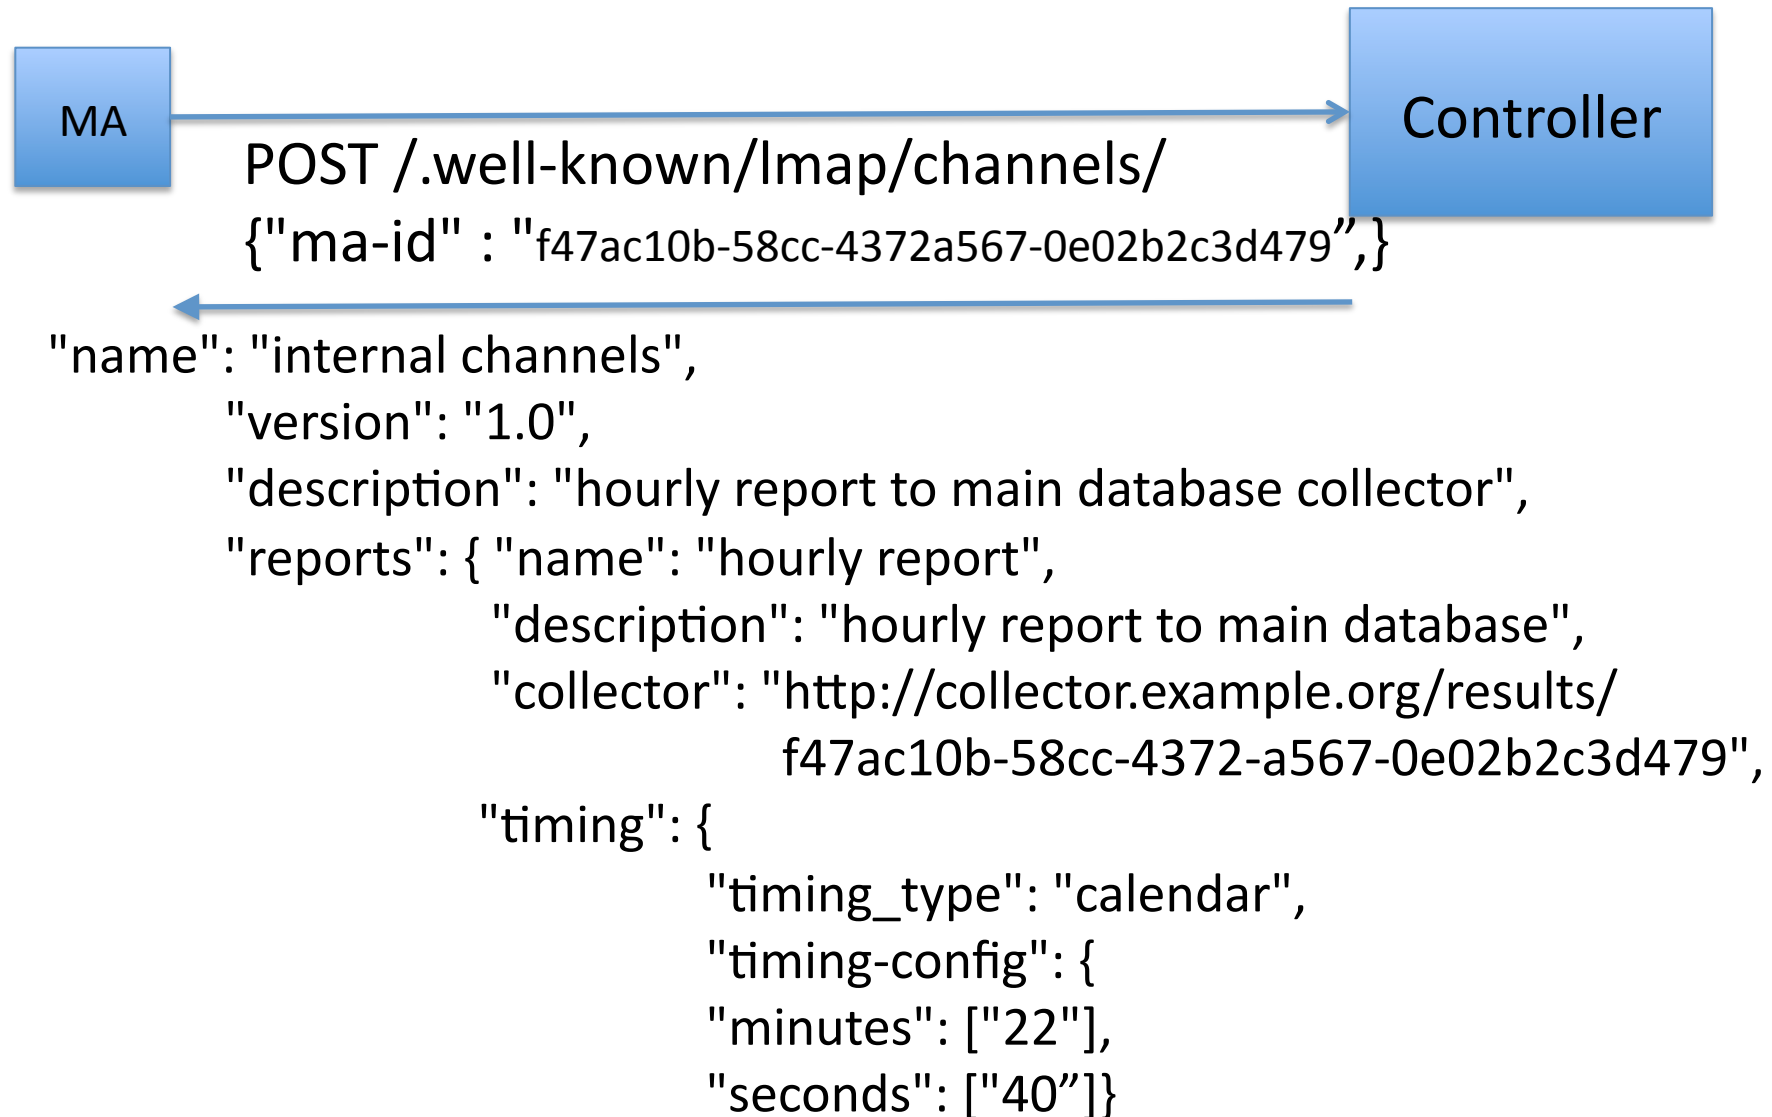 MA
Controller
POST /.well-known/lmap/channels/
{"ma-id" : "f47ac10b-58cc-4372a567-0e02b2c3d479”,}
"name": "internal channels",
"version": "1.0",
"description": "hourly report to main database collector",
"reports": { "name": "hourly report",
"description": "hourly report to main database",
"collector": "http://collector.example.org/results/
f47ac10b-58cc-4372-a567-0e02b2c3d479",
"timing": {
"timing_type": "calendar",
"timing-config": {
"minutes": ["22"],
"seconds": ["40”]}